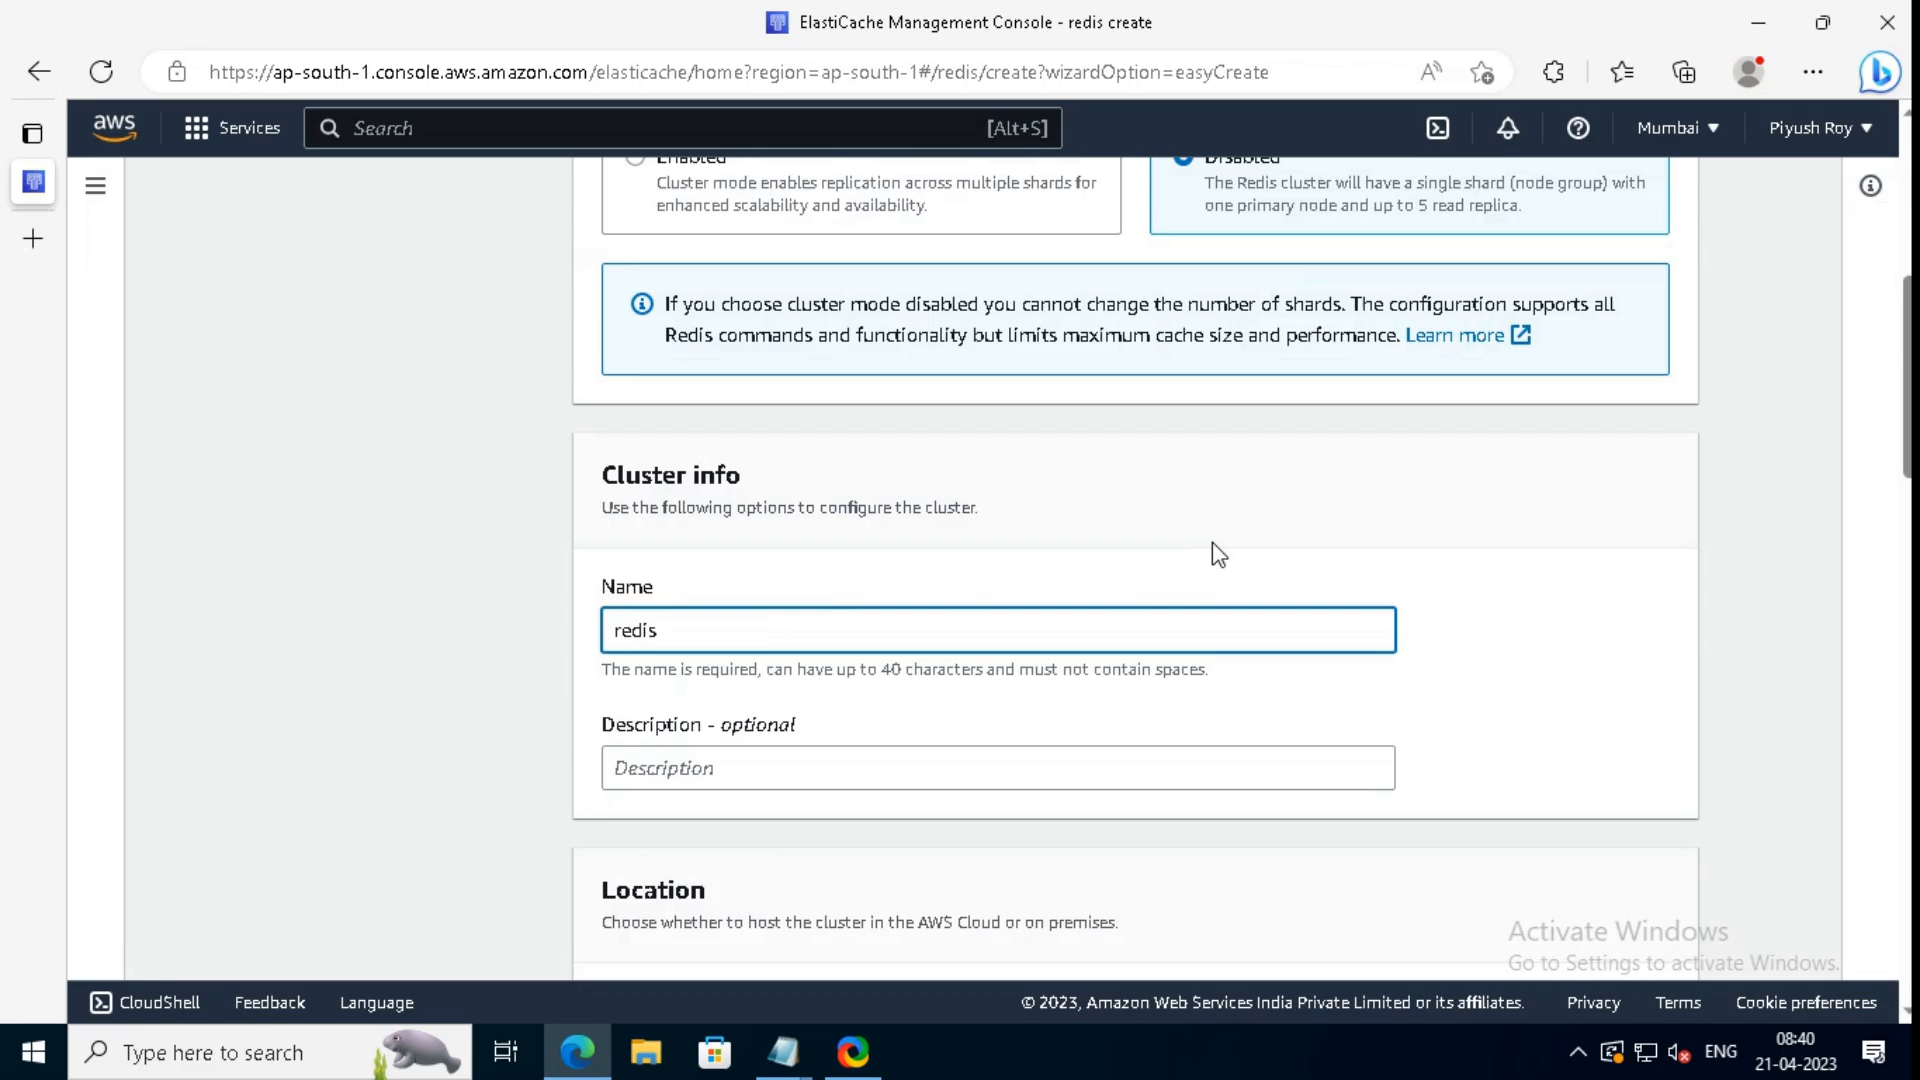 ElastiCache Management Console - redis create
https://ap-south-1.console.aws.amazon.com/elasticache/home?region=ap-south-1#/redis/create?wizardOption=easyCreate
aws Services Search [Alt+S] Mumbai Piyush Roy
Enabled
Cluster mode enables replication across multiple shards for
enhanced scalability and availability.
Disabled
The Redis cluster will have a single shard (node group) with
one primary node and up to 5 read replica.
If you choose cluster mode disabled you cannot change the number of shards. The configuration supports all
Redis commands and functionality but limits maximum cache size and performance. Learn more
Cluster info
Use the following options to configure the cluster.
Name
redis
The name is required, can have up to 40 characters and must not contain spaces.
Description - optional
Description
Location
Choose whether to host the cluster in the AWS Cloud or on premises.
Activate Windows
Go to Settings to activate Windows.
CloudShell Feedback Language © 2023, Amazon Web Services India Private Limited or its affiliates. Privacy Terms Cookie preferences
Type here to search ENG 08:40
21-04-2023